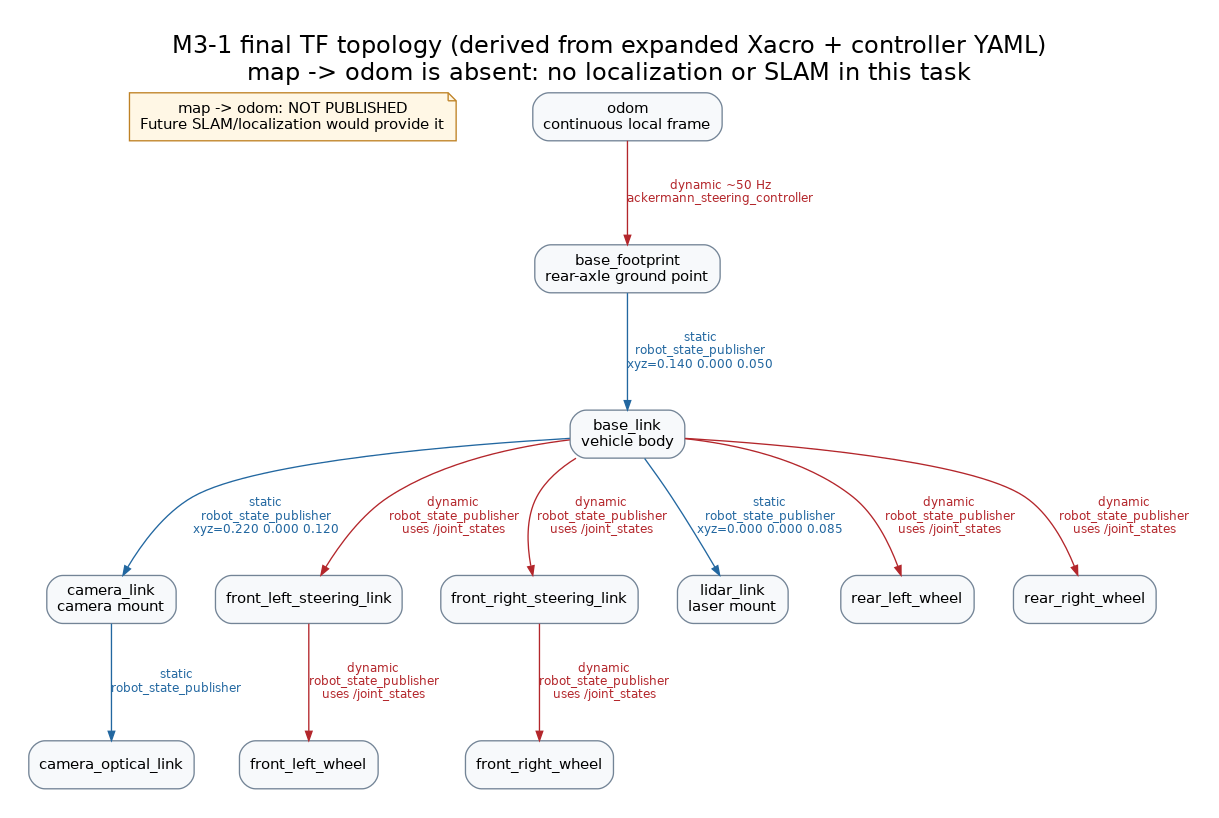 M3-1 final TF topology (derived from expanded Xacro + controller YAML)
map -> odom is absent: no localization or SLAM in this task
map -> odom: NOT PUBLISHED
Future SLAM/localization would provide it
odom
continuous local frame
dynamic ~50 Hz
ackermann_steering_controller
base_footprint
rear-axle ground point
static
robot_state_publisher
xyz=0.140 0.000 0.050
base_link
vehicle body
static
robot_state_publisher
xyz=0.220 0.000 0.120
dynamic
robot_state_publisher
uses /joint_states
dynamic
robot_state_publisher
uses /joint_states
static
robot_state_publisher
xyz=0.000 0.000 0.085
dynamic
robot_state_publisher
uses /joint_states
dynamic
robot_state_publisher
uses /joint_states
camera_link
camera mount
front_left_steering_link
front_right_steering_link
lidar_link
laser mount
rear_left_wheel
rear_right_wheel
static
robot_state_publisher
dynamic
robot_state_publisher
uses /joint_states
dynamic
robot_state_publisher
uses /joint_states
camera_optical_link
front_left_wheel
front_right_wheel